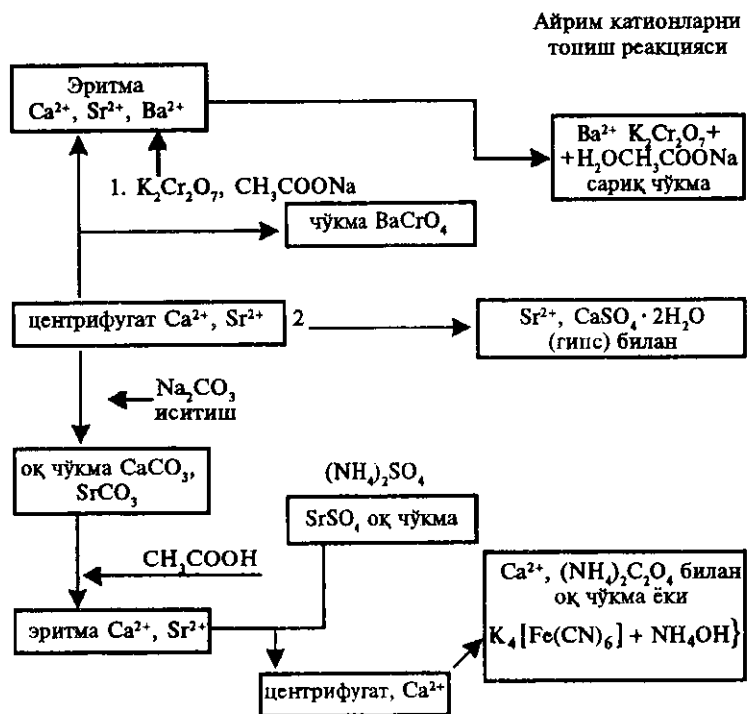 Айрим катионларни
топиш реакцияси
Эритма
Ca²⁺, Sr²⁺, Ba²⁺
Ba²⁺ K₂Cr₂O₇+
+H₂OCH₃COONa
сариқ чўкма
1. K₂Cr₂O₇, CH₃COONa
чўкма BaCrO₄
центрифугат Ca²⁺, Sr²⁺ 2
Sr²⁺, CaSO₄ · 2H₂O
(гипс) билан
Na₂CO₃
иситиш
оқ чўкма CaCO₃,
SrCO₃
(NH₄)₂SO₄
SrSO₄ оқ чўкма
CH₃COOH
Ca²⁺, (NH₄)₂C₂O₄ билан
оқ чўкма ёки
K₄[Fe(CN)₆] + NH₄OH}
эритма Ca²⁺, Sr²⁺
центрифугат, Ca²⁺